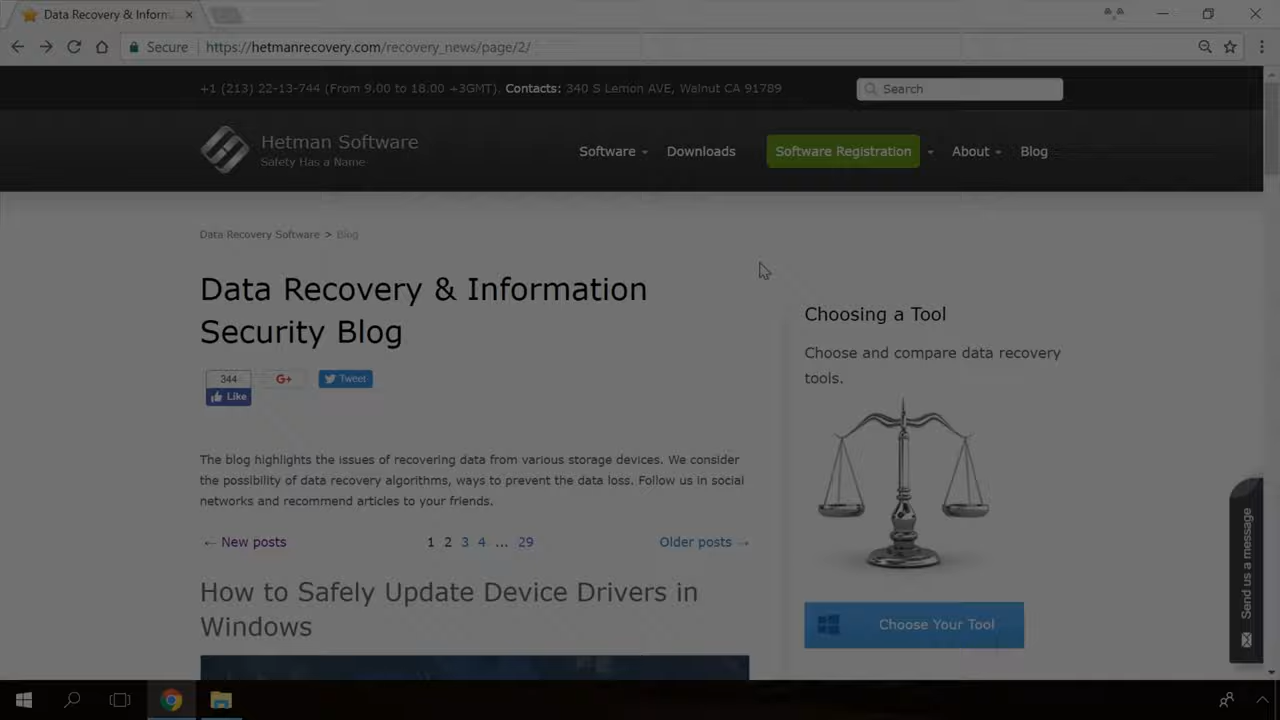 Data Recovery & Inform
Secure https://hetmanrecovery.com/recovery_news/page/2/
+1 (213) 22-13-744 (From 9.00 to 18.00 +3GMT). Contacts: 340 S Lemon AVE, Walnut CA 91789
Search
Hetman Software
Safety Has a Name
Software Downloads Software Registration About Blog
Data Recovery Software > Blog
Data Recovery & Information
Security Blog
344
Like
G+
Tweet
The blog highlights the issues of recovering data from various storage devices. We consider
the possibility of data recovery algorithms, ways to prevent the data loss. Follow us in social
networks and recommend articles to your friends.
← New posts 1 2 3 4 ... 29 Older posts →
How to Safely Update Device Drivers in
Windows
Choosing a Tool
Choose and compare data recovery
tools.
Choose Your Tool
Send us a message